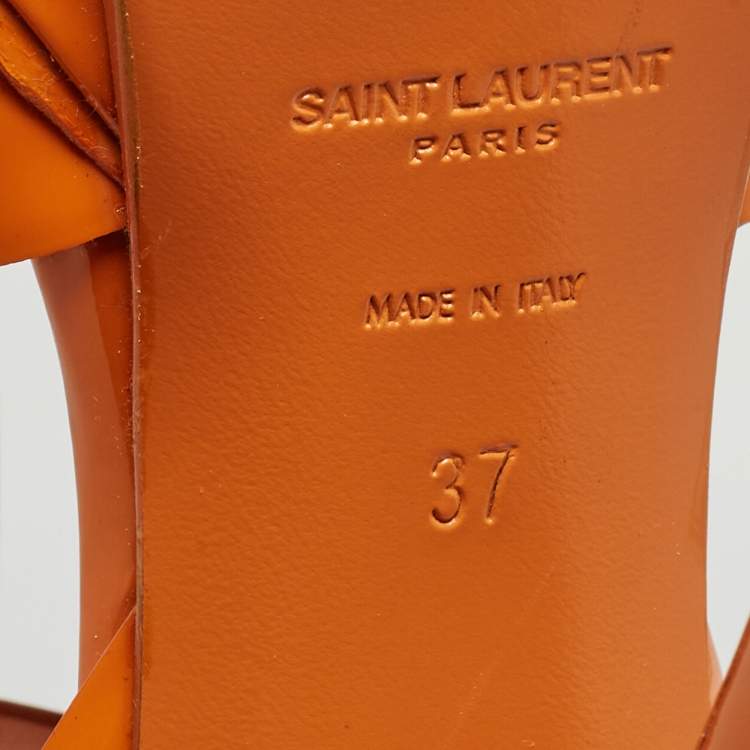 SAINT LAURENT
PARIS
MADE IN ITALY
37